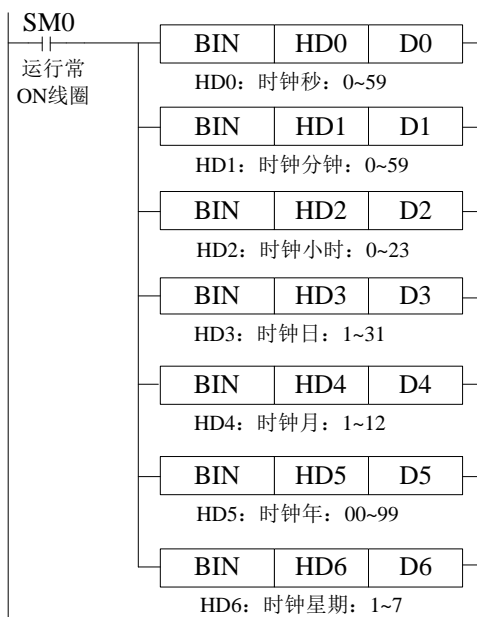 SM0
运行常
ON线圈
BIN HD0 D0
HD0：时钟秒：0~59
BIN HD1 D1
HD1：时钟分钟：0~59
BIN HD2 D2
HD2：时钟小时：0~23
BIN HD3 D3
HD3：时钟日：1~31
BIN HD4 D4
HD4：时钟月：1~12
BIN HD5 D5
HD5：时钟年：00~99
BIN HD6 D6
HD6：时钟星期：1~7